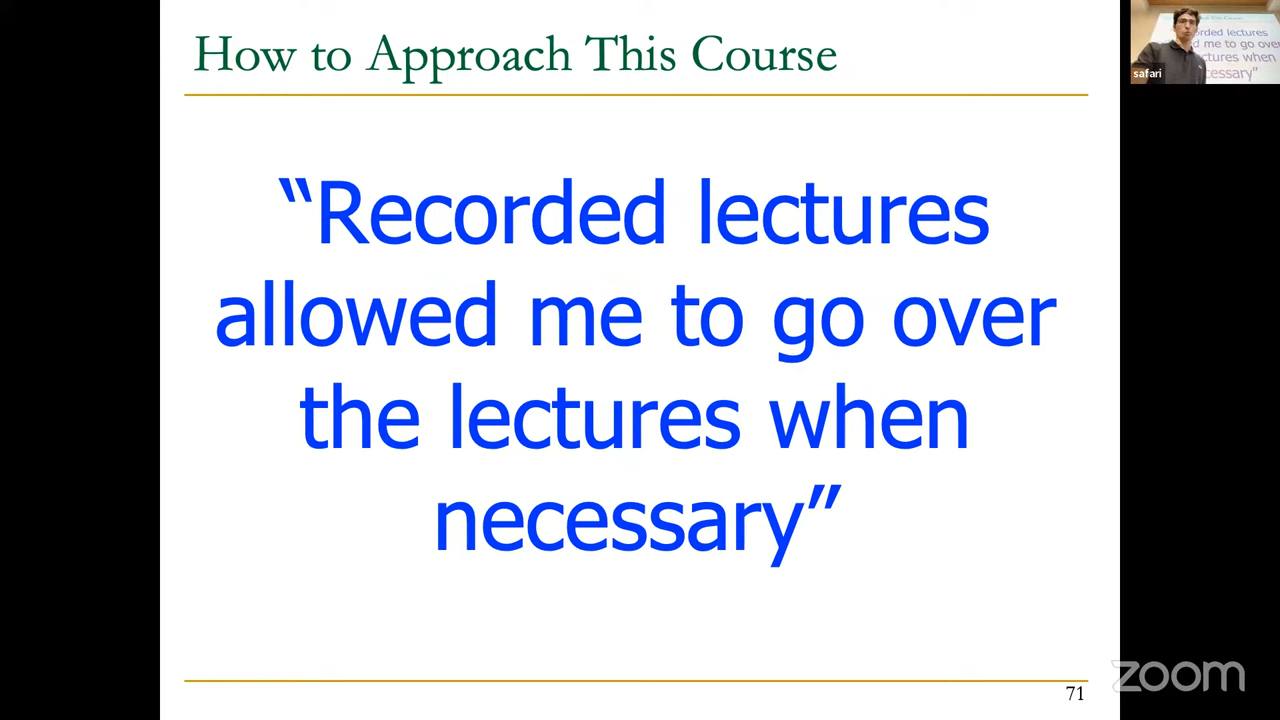 How to Approach This Course
“Recorded lectures
allowed me to go over
the lectures when
necessary”
71
safari
zoom